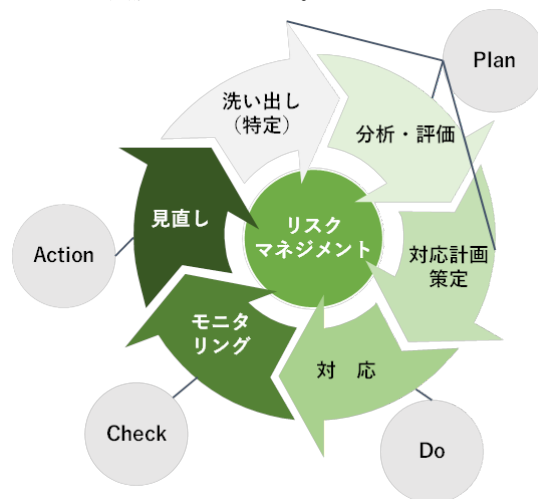 Plan
洗い出し
（特定）
分析・評価
対応計画
策定
対　応
Do
モニタ
リング
Check
見直し
Action
リスク
マネジメント